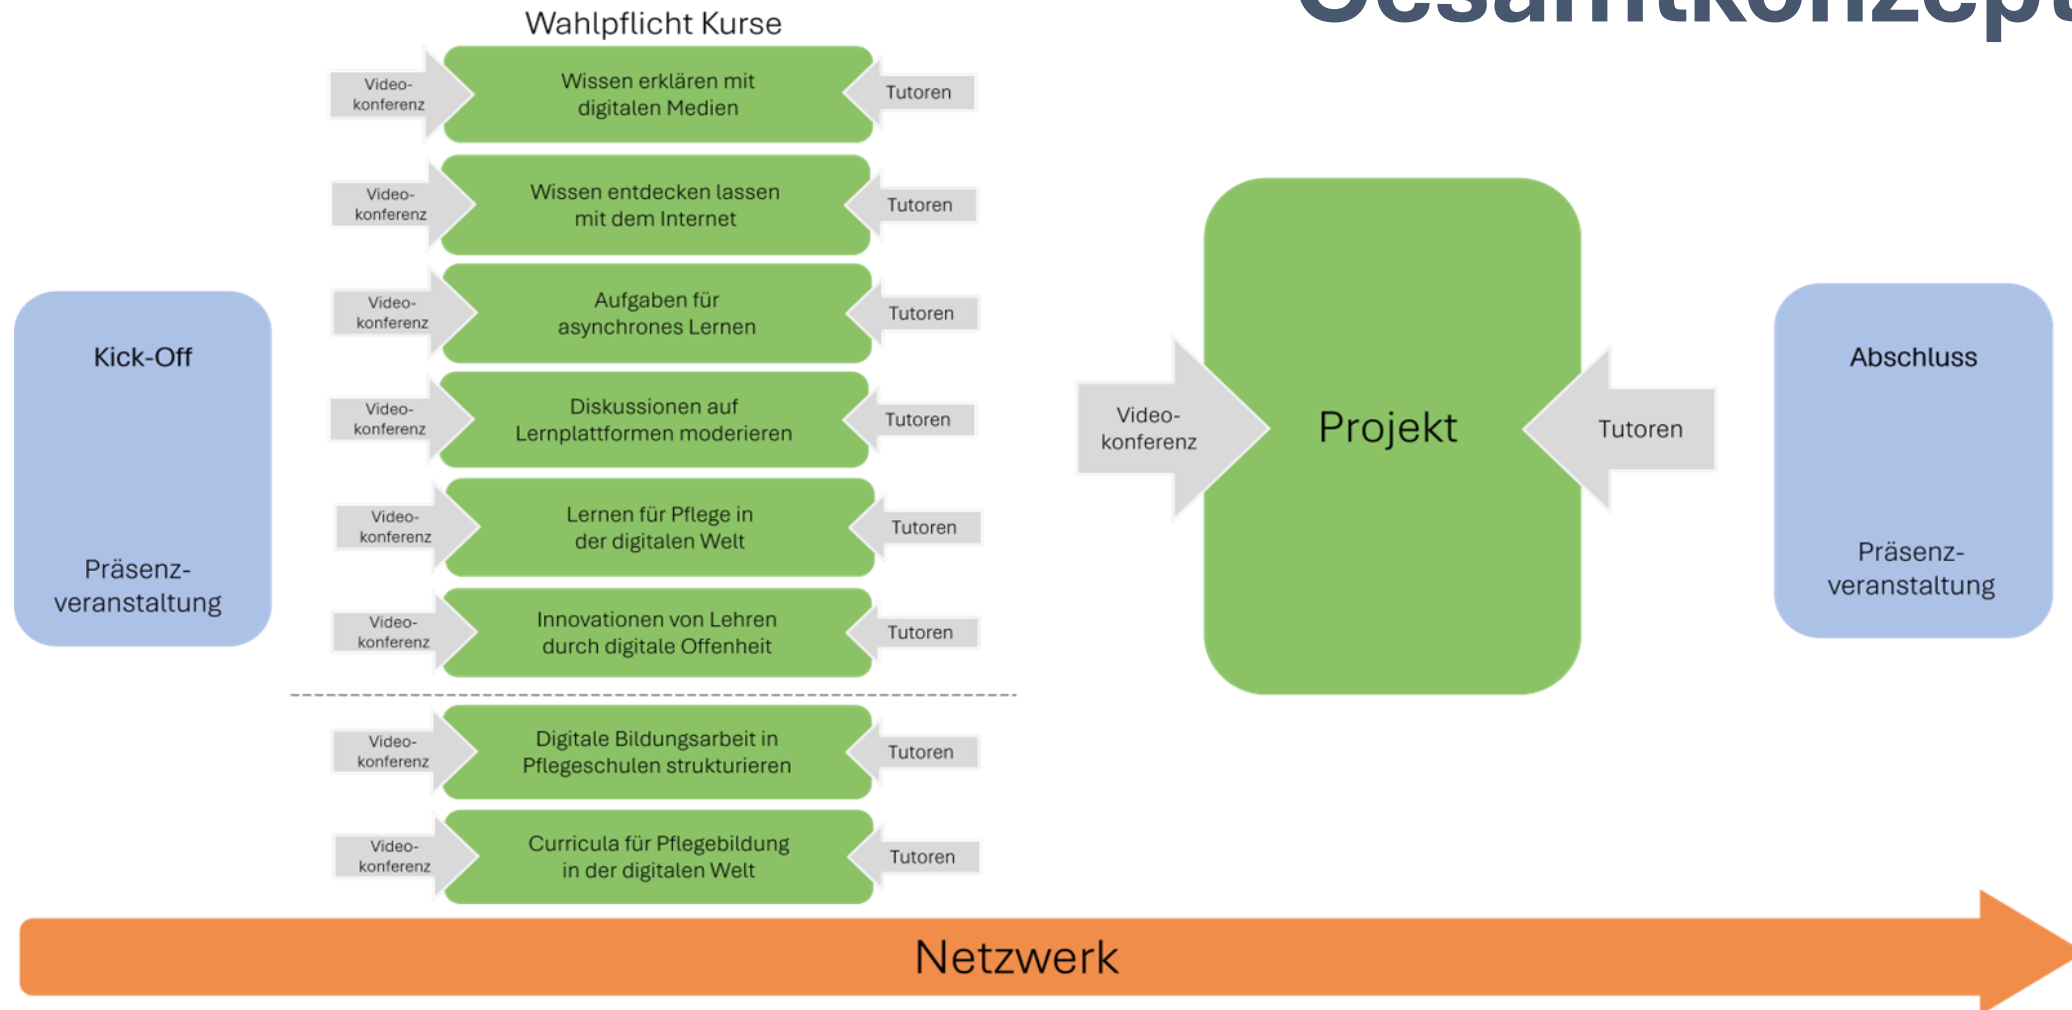 Gesamtkonzept
Wahlpflicht Kurse
Video-
konferenz
Wissen erklären mit
digitalen Medien
Tutoren
Video-
konferenz
Wissen entdecken lassen
mit dem Internet
Tutoren
Video-
konferenz
Aufgaben für
asynchrones Lernen
Tutoren
Video-
konferenz
Diskussionen auf
Lernplattformen moderieren
Tutoren
Video-
konferenz
Lernen für Pflege in
der digitalen Welt
Tutoren
Video-
konferenz
Innovationen von Lehren
durch digitale Offenheit
Tutoren
Video-
konferenz
Digitale Bildungsarbeit in
Pflegeschulen strukturieren
Tutoren
Video-
konferenz
Curricula für Pflegebildung
in der digitalen Welt
Tutoren
Kick-Off
Präsenz-
veranstaltung
Video-
konferenz
Projekt
Tutoren
Abschluss
Präsenz-
veranstaltung
Netzwerk